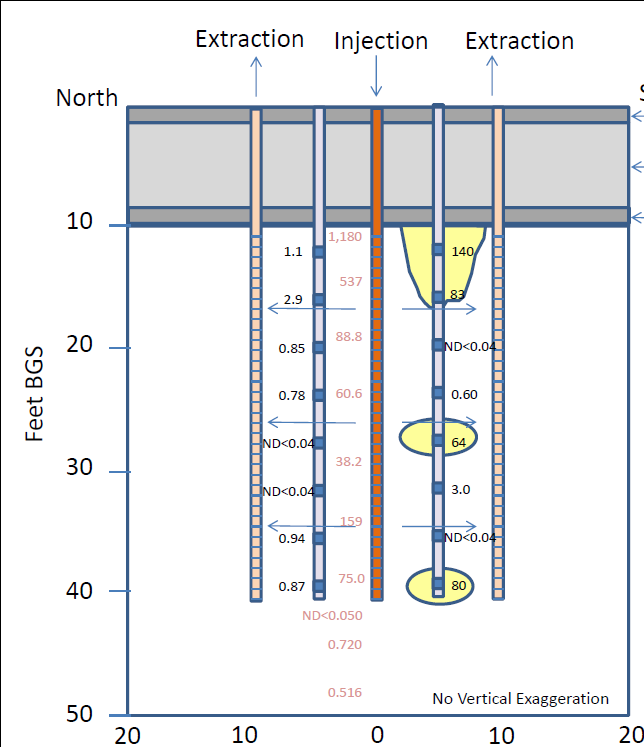 Extraction Injection Extraction
North S
10
1,180
1.1 140
537
2.9 83
88.8
20 0.85 ND<0.04
60.6
0.78 0.60
ND<0.04 64
38.2
30
ND<0.04 3.0
159
0.94 ND<0.04
75.0
40 0.87 80
ND<0.050
0.720
0.516
No Vertical Exaggeration
50
20 10 0 10 20
Feet BGS